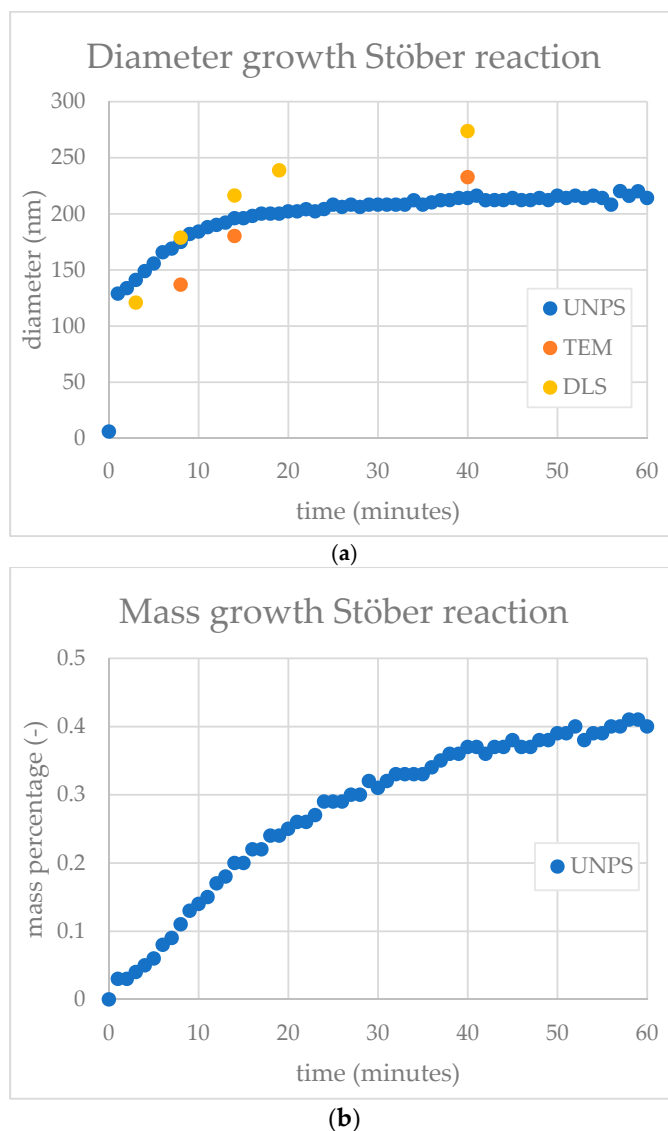 Diameter growth Stöber reaction
300
250
200
150
100
50
0
diameter (nm)
UNPS
TEM
DLS
0 10 20 30 40 50 60
time (minutes)
(a)
Mass growth Stöber reaction
0.5
0.4
0.3
0.2
0.1
0
mass percentage (-)
UNPS
0 10 20 30 40 50 60
time (minutes)
(b)